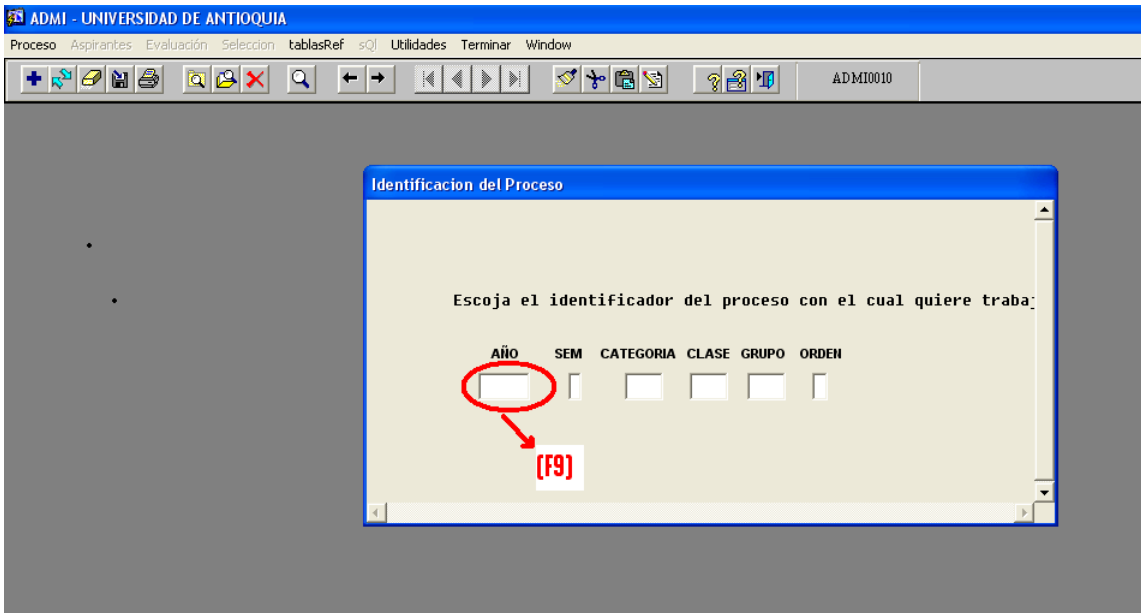 ADMI - UNIVERSIDAD DE ANTIOQUIA
Proceso Aspirantes Evaluación Seleccion tablasRef sQl Utilidades Terminar Window
ADMI0010
Identificacion del Proceso
Escoja el identificador del proceso con el cual quiere traba
AÑO SEM CATEGORIA CLASE GRUPO ORDEN
(F9)